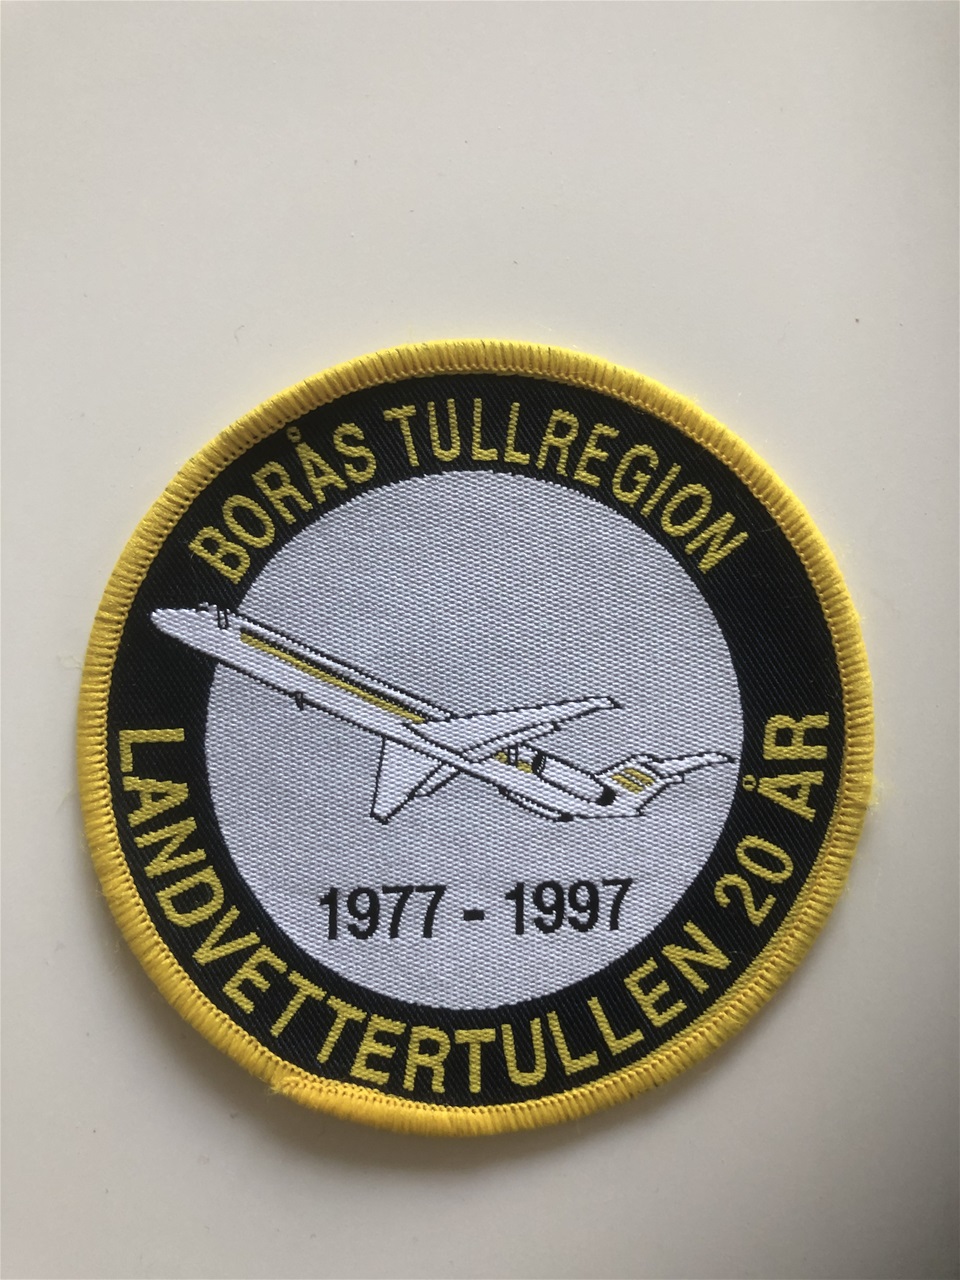 BORÅS TULLREGION
1977 - 1997
LANDVETTERTULLEN 20 ÅR